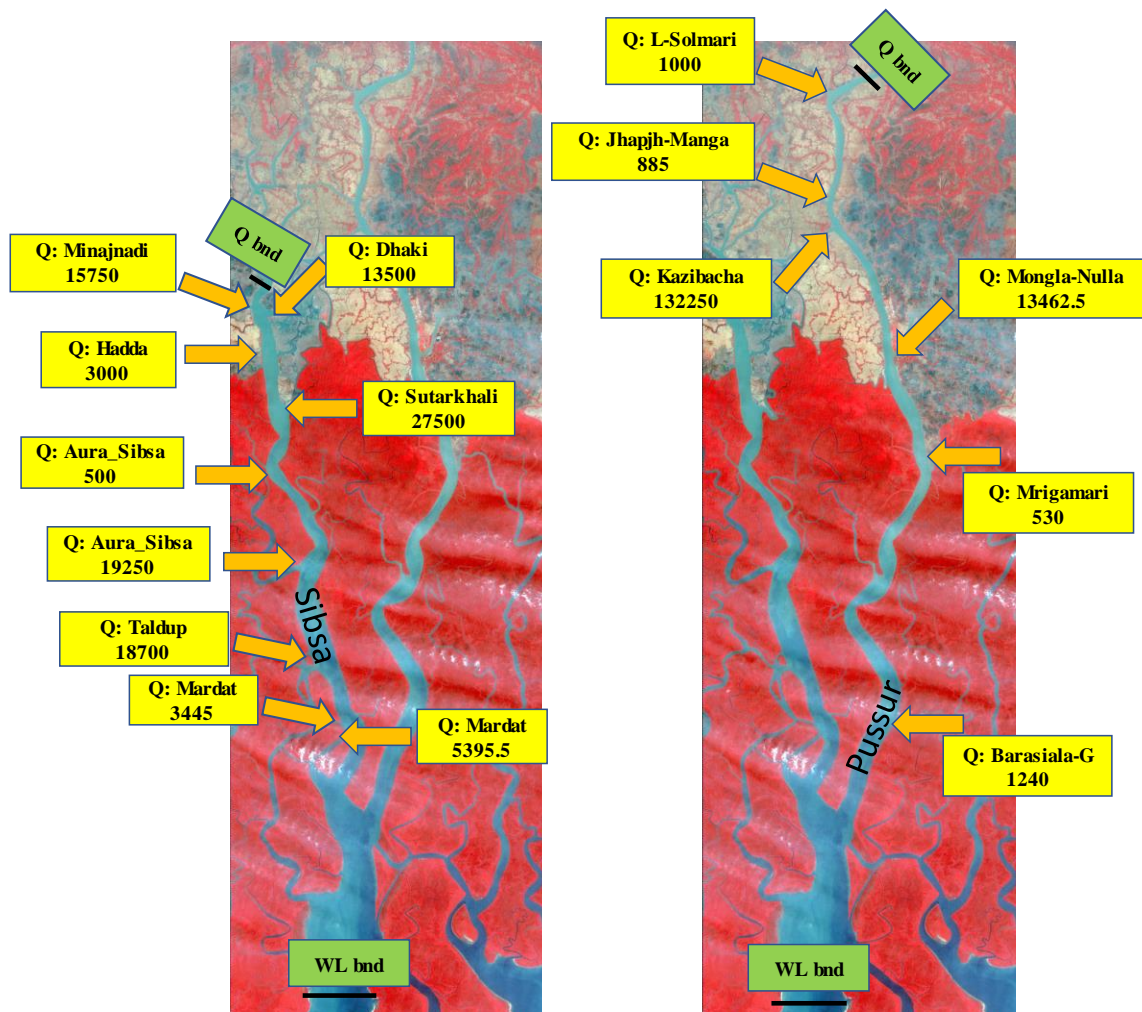 Q bnd
Q: Minajnadi
15750
Q: Dhaki
13500
Q: Hadda
3000
Q: Sutarkhali
27500
Q: Aura_Sibsa
500
Q: Aura_Sibsa
19250
Sibsa
Q: Taldup
18700
Q: Mardat
3445
Q: Mardat
5395.5
WL bnd
Q: L-Solmari
1000
Q bnd
Q: Jhapjh-Manga
885
Q: Kazibacha
132250
Q: Mongla-Nulla
13462.5
Q: Mrigamari
530
Pussur
Q: Barasiala-G
1240
WL bnd